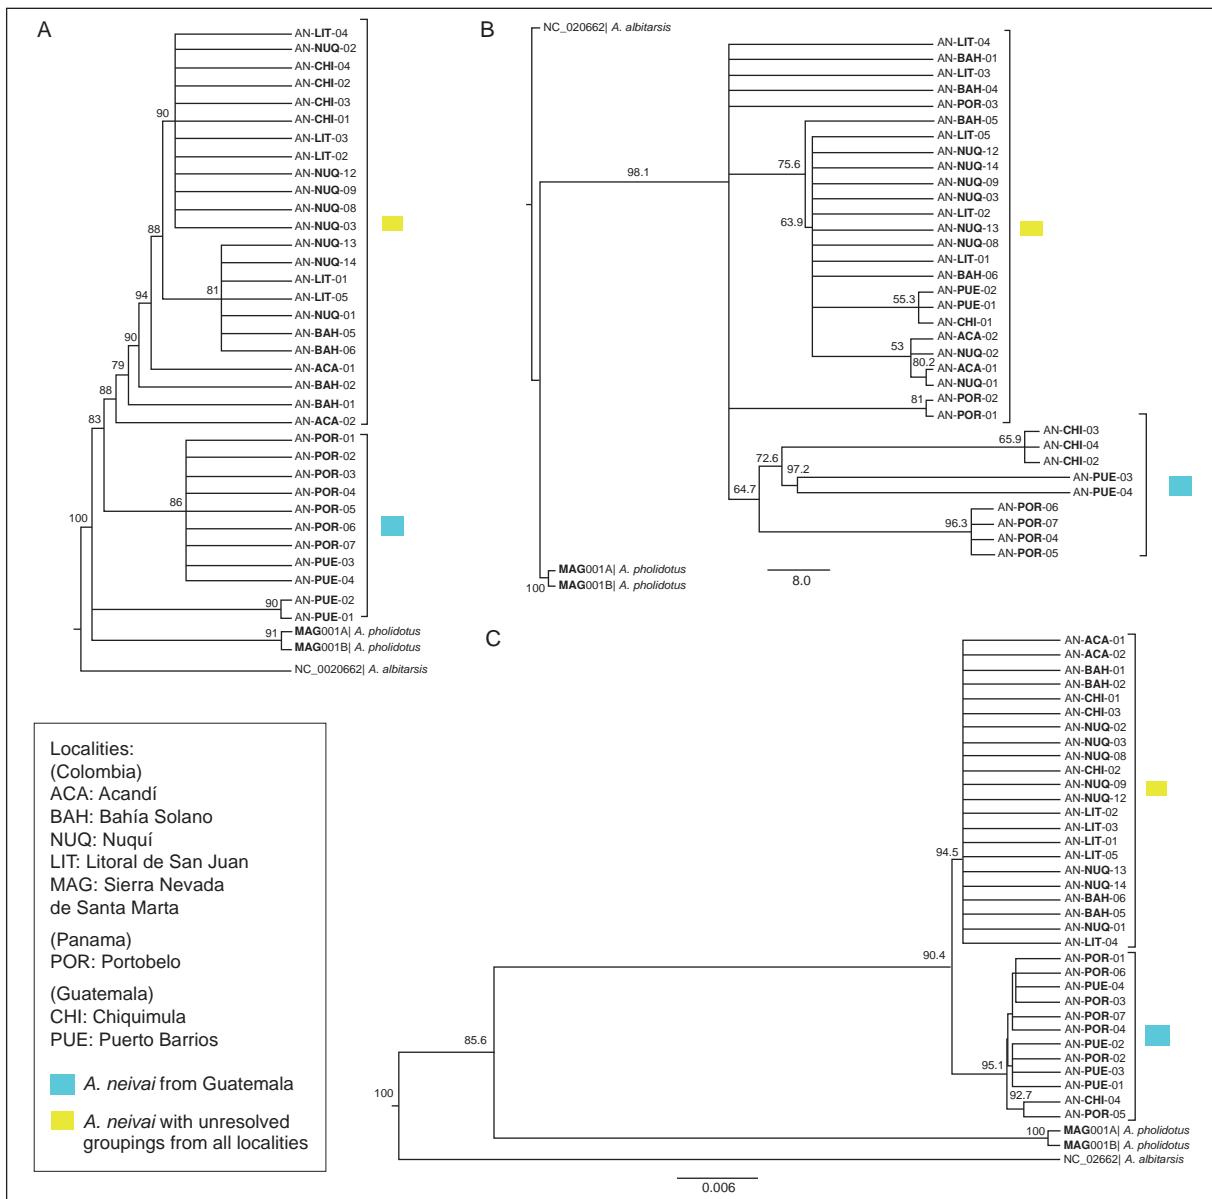 A
AN-LIT-04
AN-NUQ-02
AN-CHI-04
AN-CHI-02
AN-CHI-03
90
AN-CHI-01
AN-LIT-03
AN-LIT-02
AN-NUQ-12
AN-NUQ-09
AN-NUQ-08
AN-NUQ-03
88
AN-NUQ-13
AN-NUQ-14
AN-LIT-01
81
AN-LIT-05
94
AN-NUQ-01
AN-BAH-05
90
AN-BAH-06
79
AN-ACA-01
AN-BAH-02
88
AN-BAH-01
83
AN-ACA-02
AN-POR-01
AN-POR-02
AN-POR-03
AN-POR-04
86
AN-POR-05
100
AN-POR-06
AN-POR-07
AN-PUE-03
AN-PUE-04
90
AN-PUE-02
AN-PUE-01
91
MAG001A| A. pholidotus
MAG001B| A. pholidotus
NC_0020662| A. albitarsis
B
NC_020662| A. albitarsis
AN-LIT-04
AN-BAH-01
AN-LIT-03
AN-BAH-04
AN-POR-03
AN-BAH-05
AN-LIT-05
AN-NUQ-12
75.6
AN-NUQ-14
98.1
AN-NUQ-09
AN-NUQ-03
AN-LIT-02
63.9
AN-NUQ-13
AN-NUQ-08
AN-LIT-01
AN-BAH-06
AN-PUE-02
55.3
AN-PUE-01
AN-CHI-01
AN-ACA-02
53
AN-NUQ-02
80.2
AN-ACA-01
AN-NUQ-01
81
AN-POR-02
AN-POR-01
AN-CHI-03
65.9
AN-CHI-04
72.6
AN-CHI-02
97.2
AN-PUE-03
64.7
AN-PUE-04
AN-POR-06
96.3
AN-POR-07
AN-POR-04
AN-POR-05
MAG001A| A. pholidotus
100
MAG001B| A. pholidotus
8.0
C
AN-ACA-01
AN-ACA-02
AN-BAH-01
AN-BAH-02
AN-CHI-01
AN-CHI-03
AN-NUQ-02
AN-NUQ-03
AN-NUQ-08
AN-CHI-02
AN-NUQ-09
AN-NUQ-12
AN-LIT-02
AN-LIT-03
AN-LIT-01
94.5
AN-LIT-05
AN-NUQ-13
AN-NUQ-14
AN-BAH-06
AN-BAH-05
AN-NUQ-01
AN-LIT-04
90.4
AN-POR-01
AN-POR-06
AN-PUE-04
AN-POR-03
AN-POR-07
AN-POR-04
AN-PUE-02
AN-POR-02
95.1
AN-PUE-03
AN-PUE-01
92.7
AN-CHI-04
AN-POR-05
85.6
100
100
MAG001A| A. pholidotus
MAG001B| A. pholidotus
NC_02662| A. albitarsis
0.006
Localities:
(Colombia)
ACA: Acandí
BAH: Bahía Solano
NUQ: Nuquí
LIT: Litoral de San Juan
MAG: Sierra Nevada
de Santa Marta
(Panama)
POR: Portobelo
(Guatemala)
CHI: Chiquimula
PUE: Puerto Barrios
A. neivai from Guatemala
A. neivai with unresolved
groupings from all localities